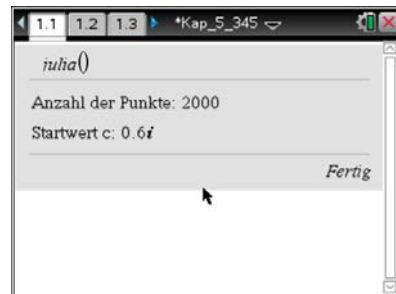 1.1 1.2 1.3 *Kap_5_345
julia()
Anzahl der Punkte: 2000
Startwert c: 0.6i
Fertig